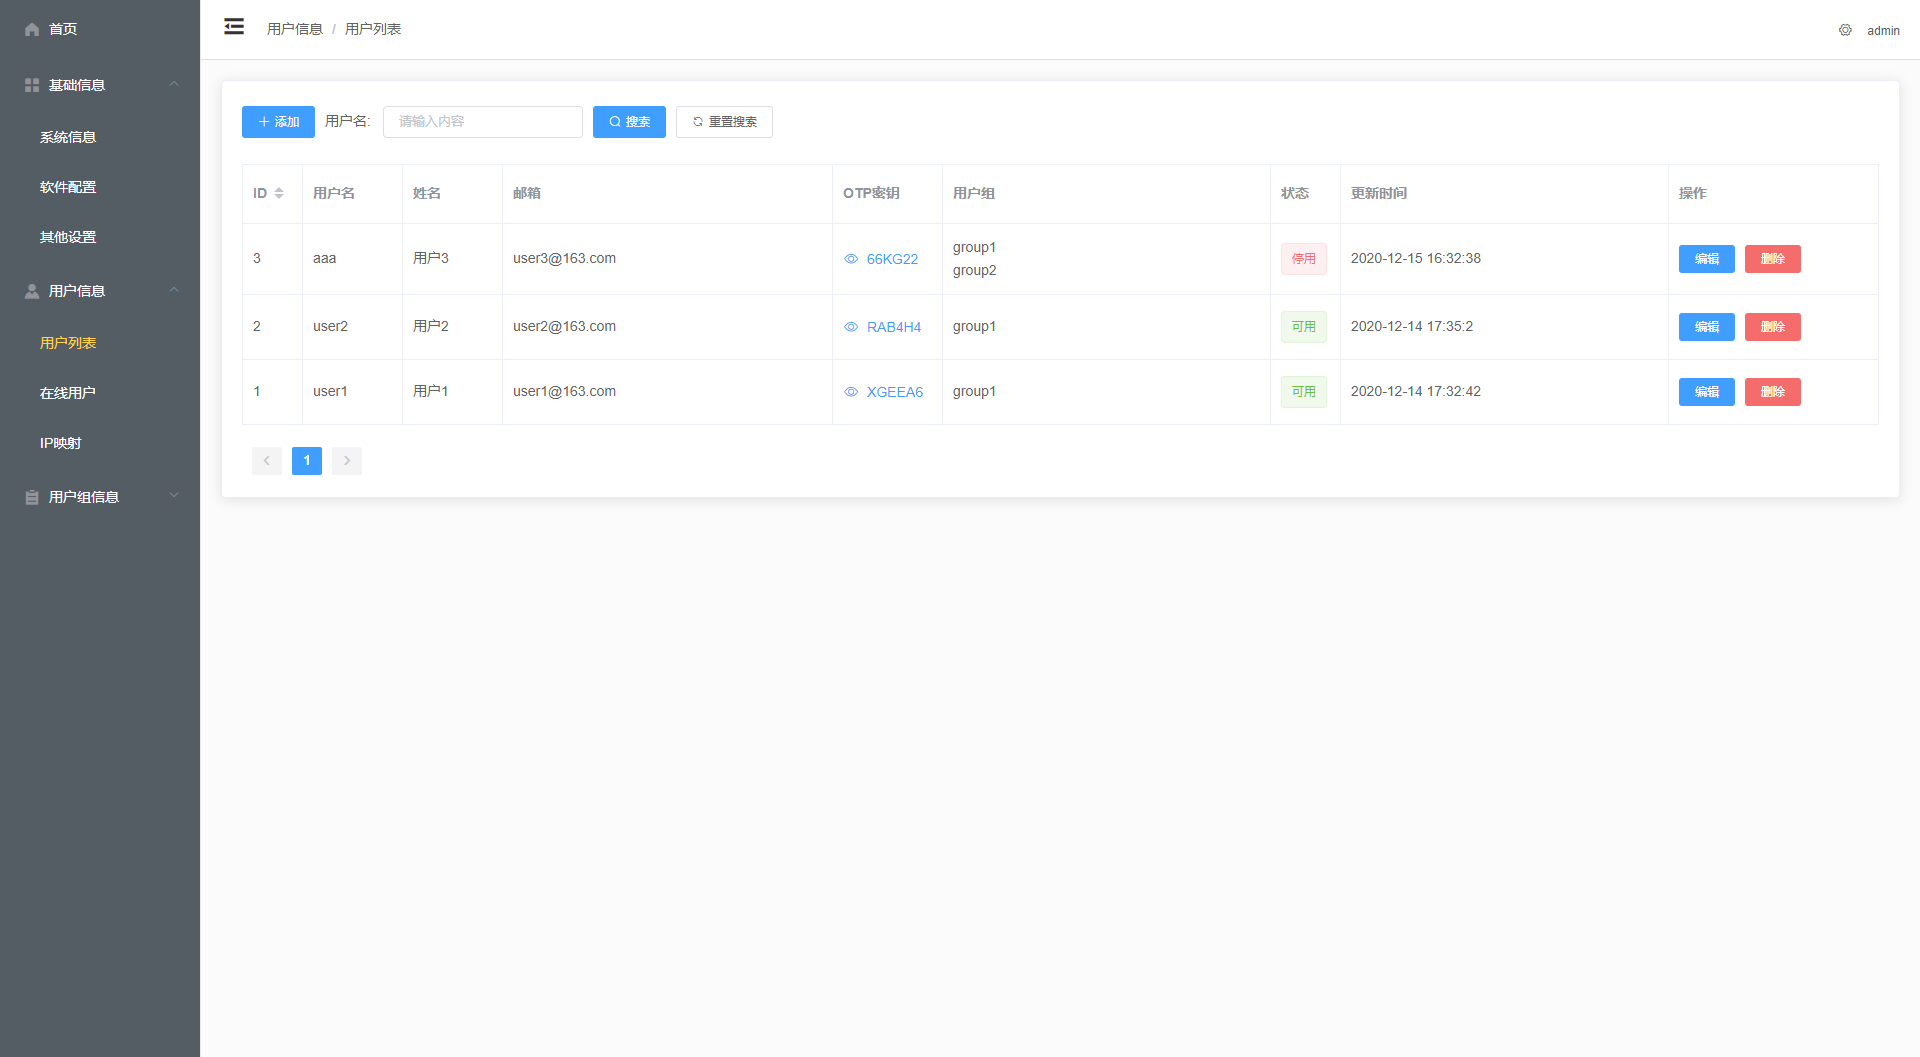 首页
基础信息
系统信息
软件配置
其他设置
用户信息
用户列表
在线用户
IP映射
用户组信息
用户信息 / 用户列表
admin
添加 用户名: 请输入内容 搜索 重置搜索
ID 用户名 姓名 邮箱 OTP密钥 用户组 状态 更新时间 操作
3 aaa 用户3 user3@163.com 66KG22 group1 停用 2020-12-15 16:32:38 编辑 删除
group2
2 user2 用户2 user2@163.com RAB4H4 group1 可用 2020-12-14 17:35:2 编辑 删除
1 user1 用户1 user1@163.com XGEEA6 group1 可用 2020-12-14 17:32:42 编辑 删除
1